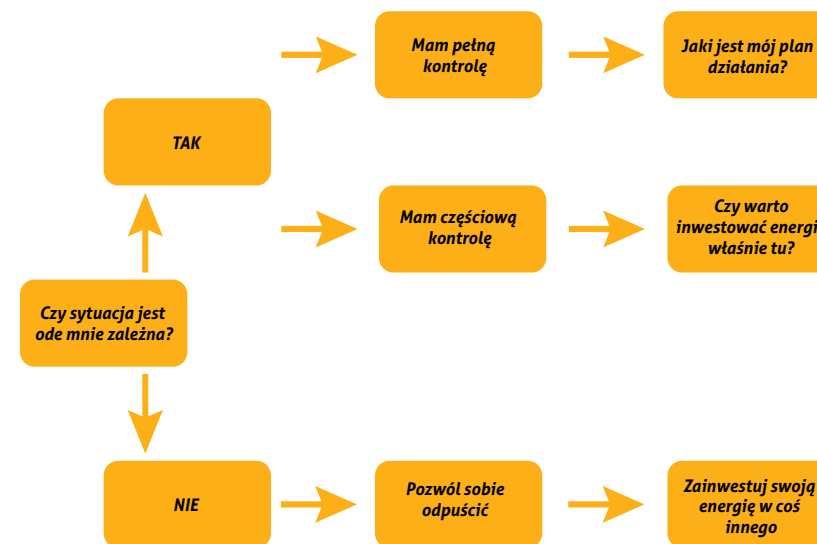 Mam pełną
kontrolę
Jaki jest mój plan
działania?
TAK
Mam częściową
kontrolę
Czy warto
inwestować energi
właśnie tu?
Czy sytuacja jest
ode mnie zależna?
NIE
Pozwól sobie
odpuścić
Zainwestuj swoją
energię w coś
innego